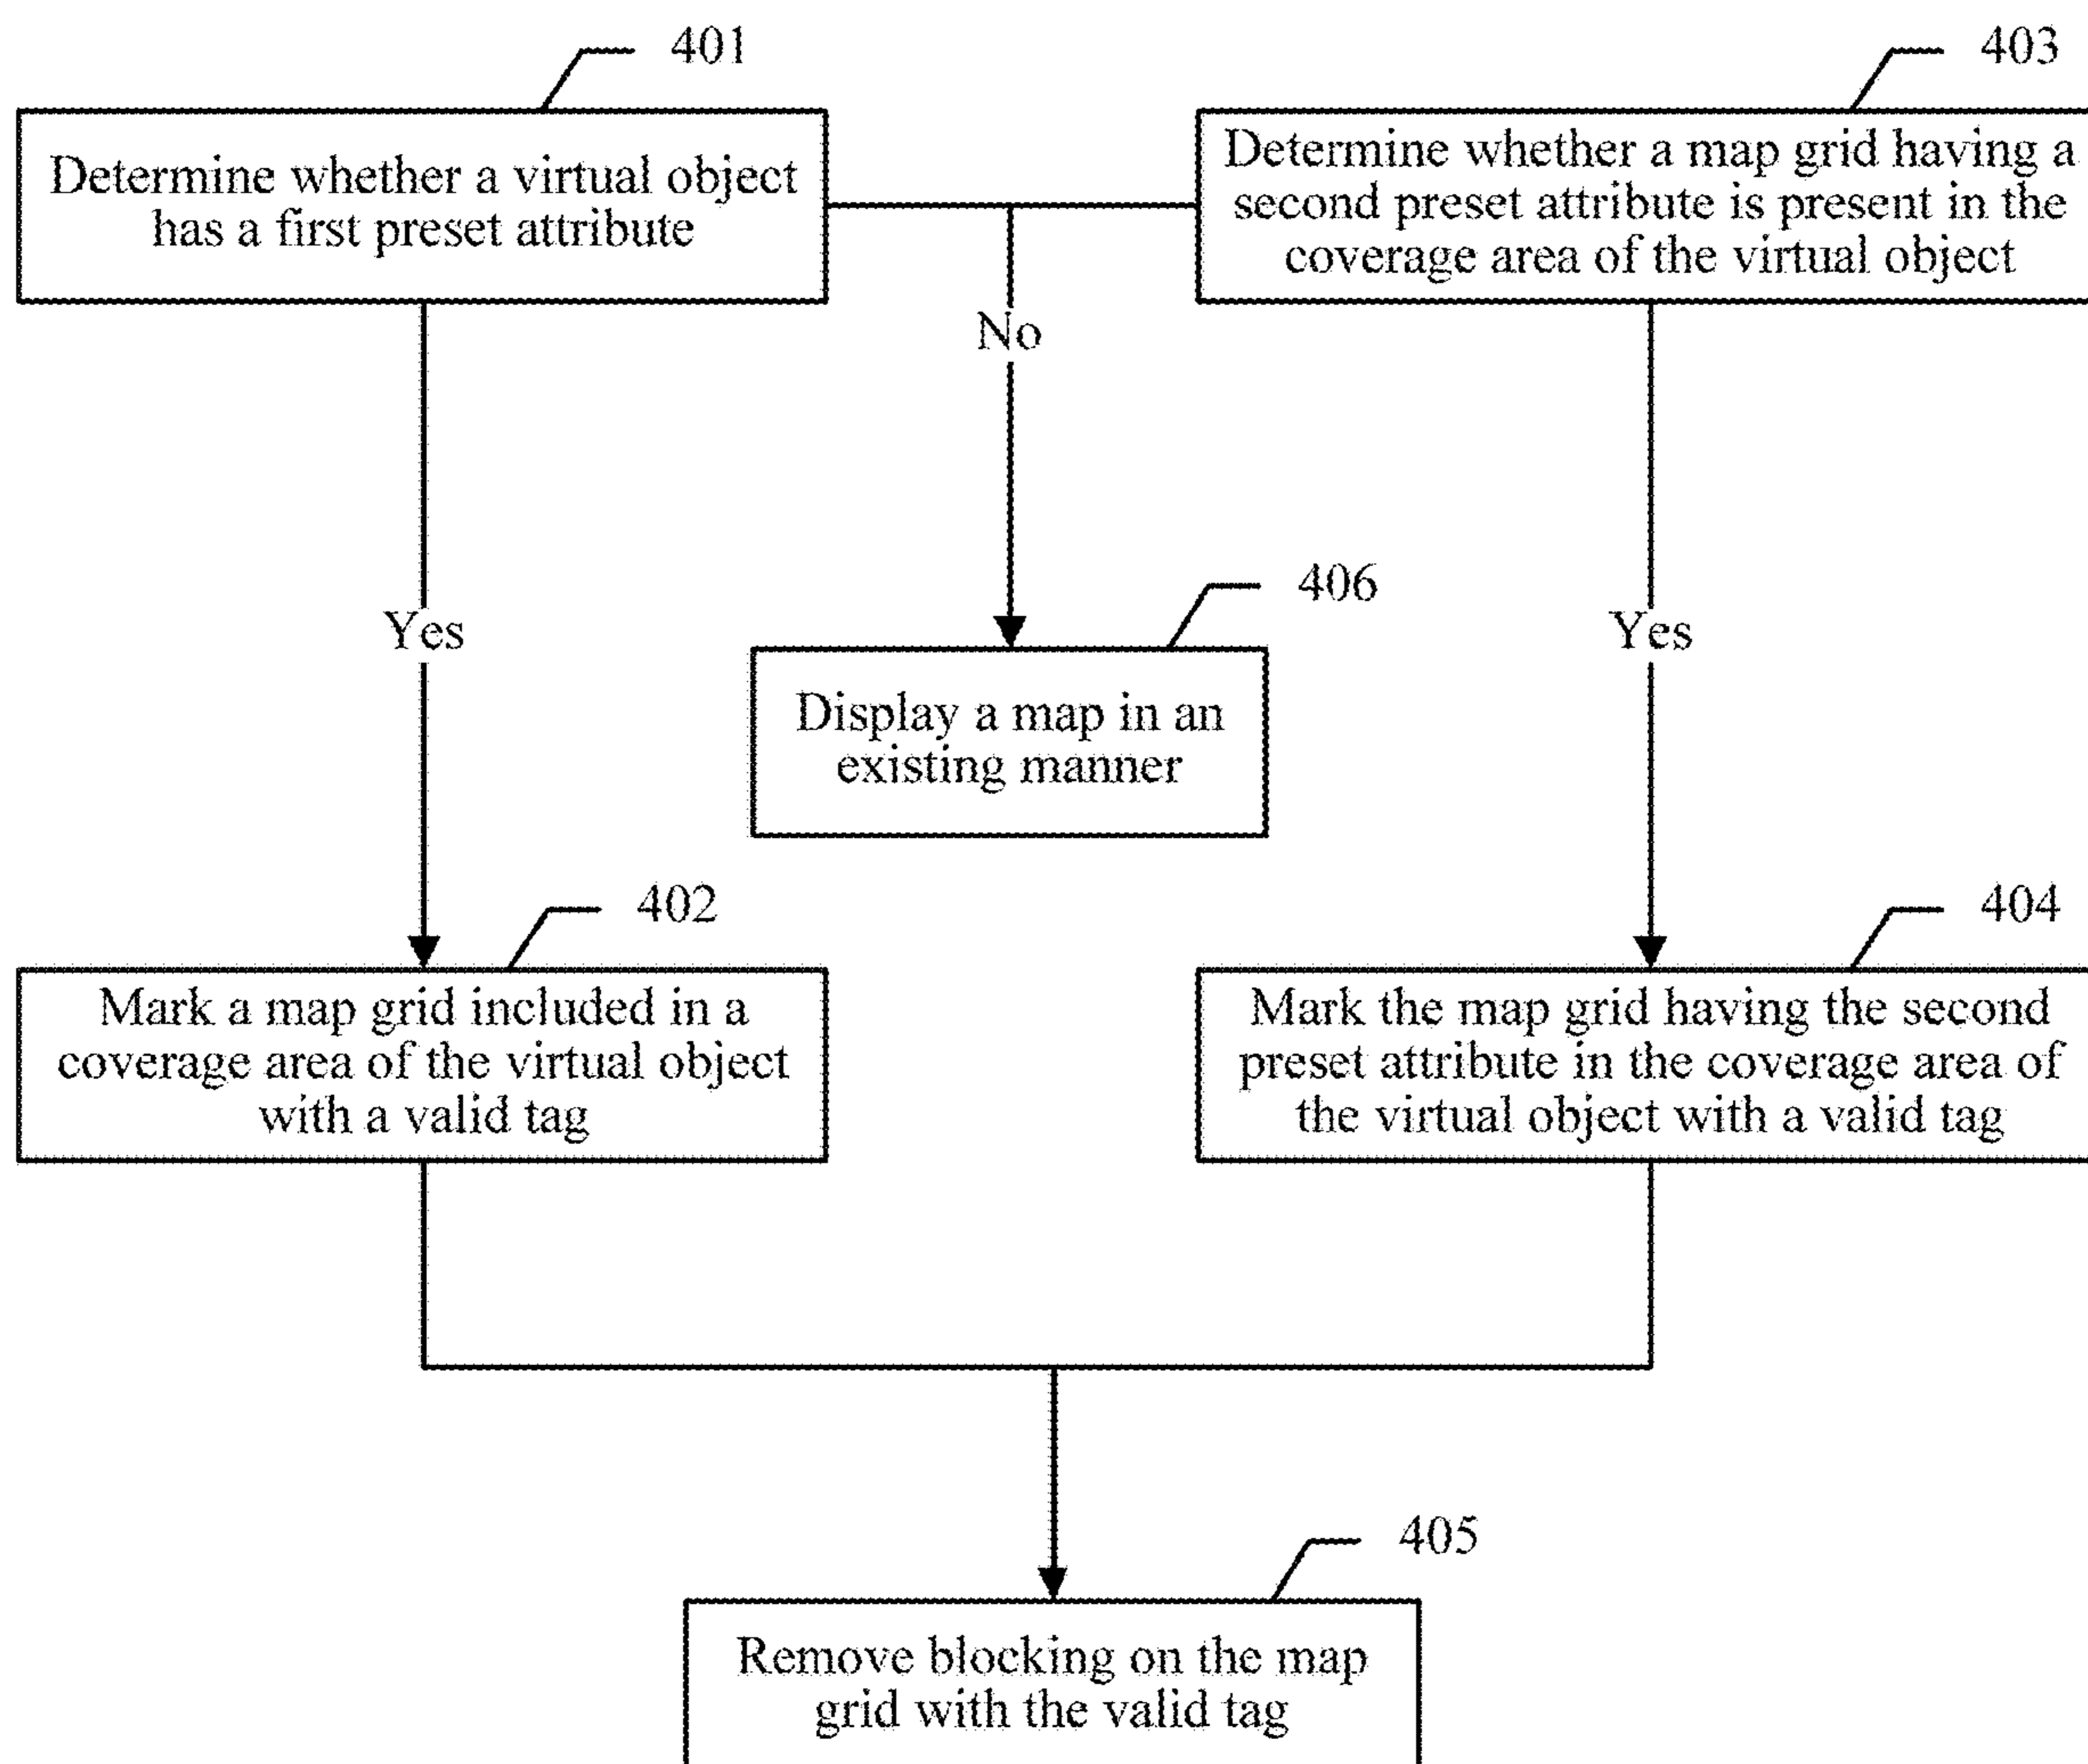 401
403
Determine whether a virtual object
has a first preset attribute
Determine whether a map grid having a
second preset attribute is present in the
coverage area of the virtual object
No
Yes
Yes
406
Display a map in an
existing manner
402
404
Mark a map grid included in a
coverage area of the virtual object
with a valid tag
Mark the map grid having the second
preset attribute in the coverage area of
the virtual object with a valid tag
405
Remove blocking on the map
grid with the valid tag